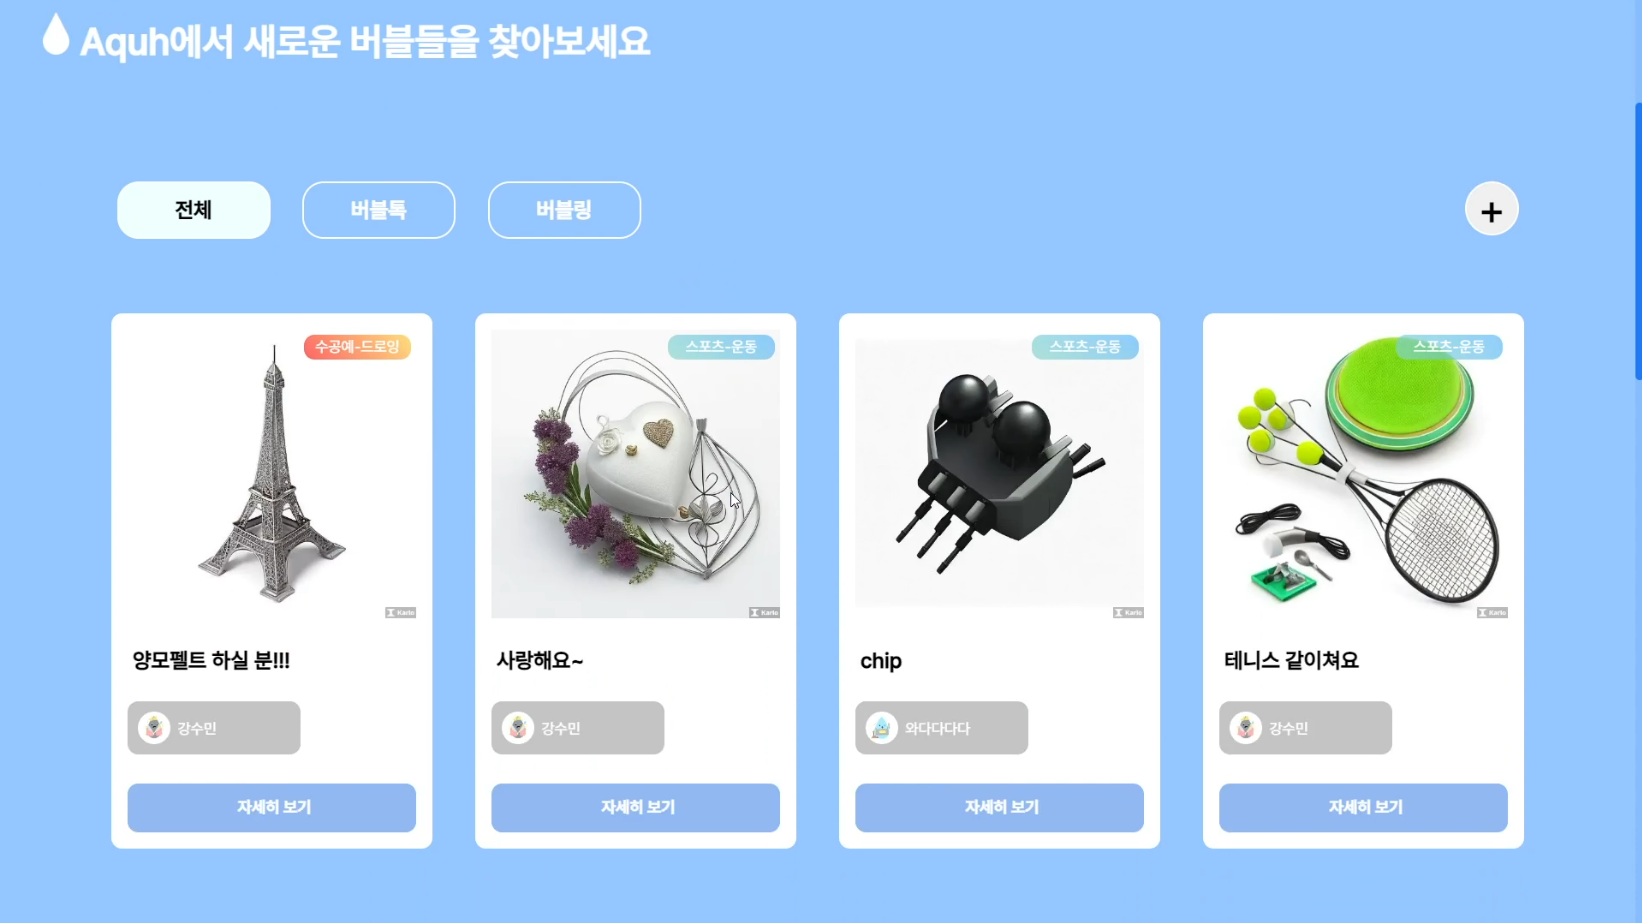 Aquh에서 새로운 버블들을 찾아보세요
전체
버블톡
버블링
+
수공예-드로잉
Karlo
양모펠트 하실 분!!!
강수민
자세히 보기
스포츠-운동
Karlo
사랑해요~
강수민
자세히 보기
스포츠-운동
Karlo
chip
와다다다다
자세히 보기
스포츠-운동
Karlo
테니스 같이쳐요
강수민
자세히 보기